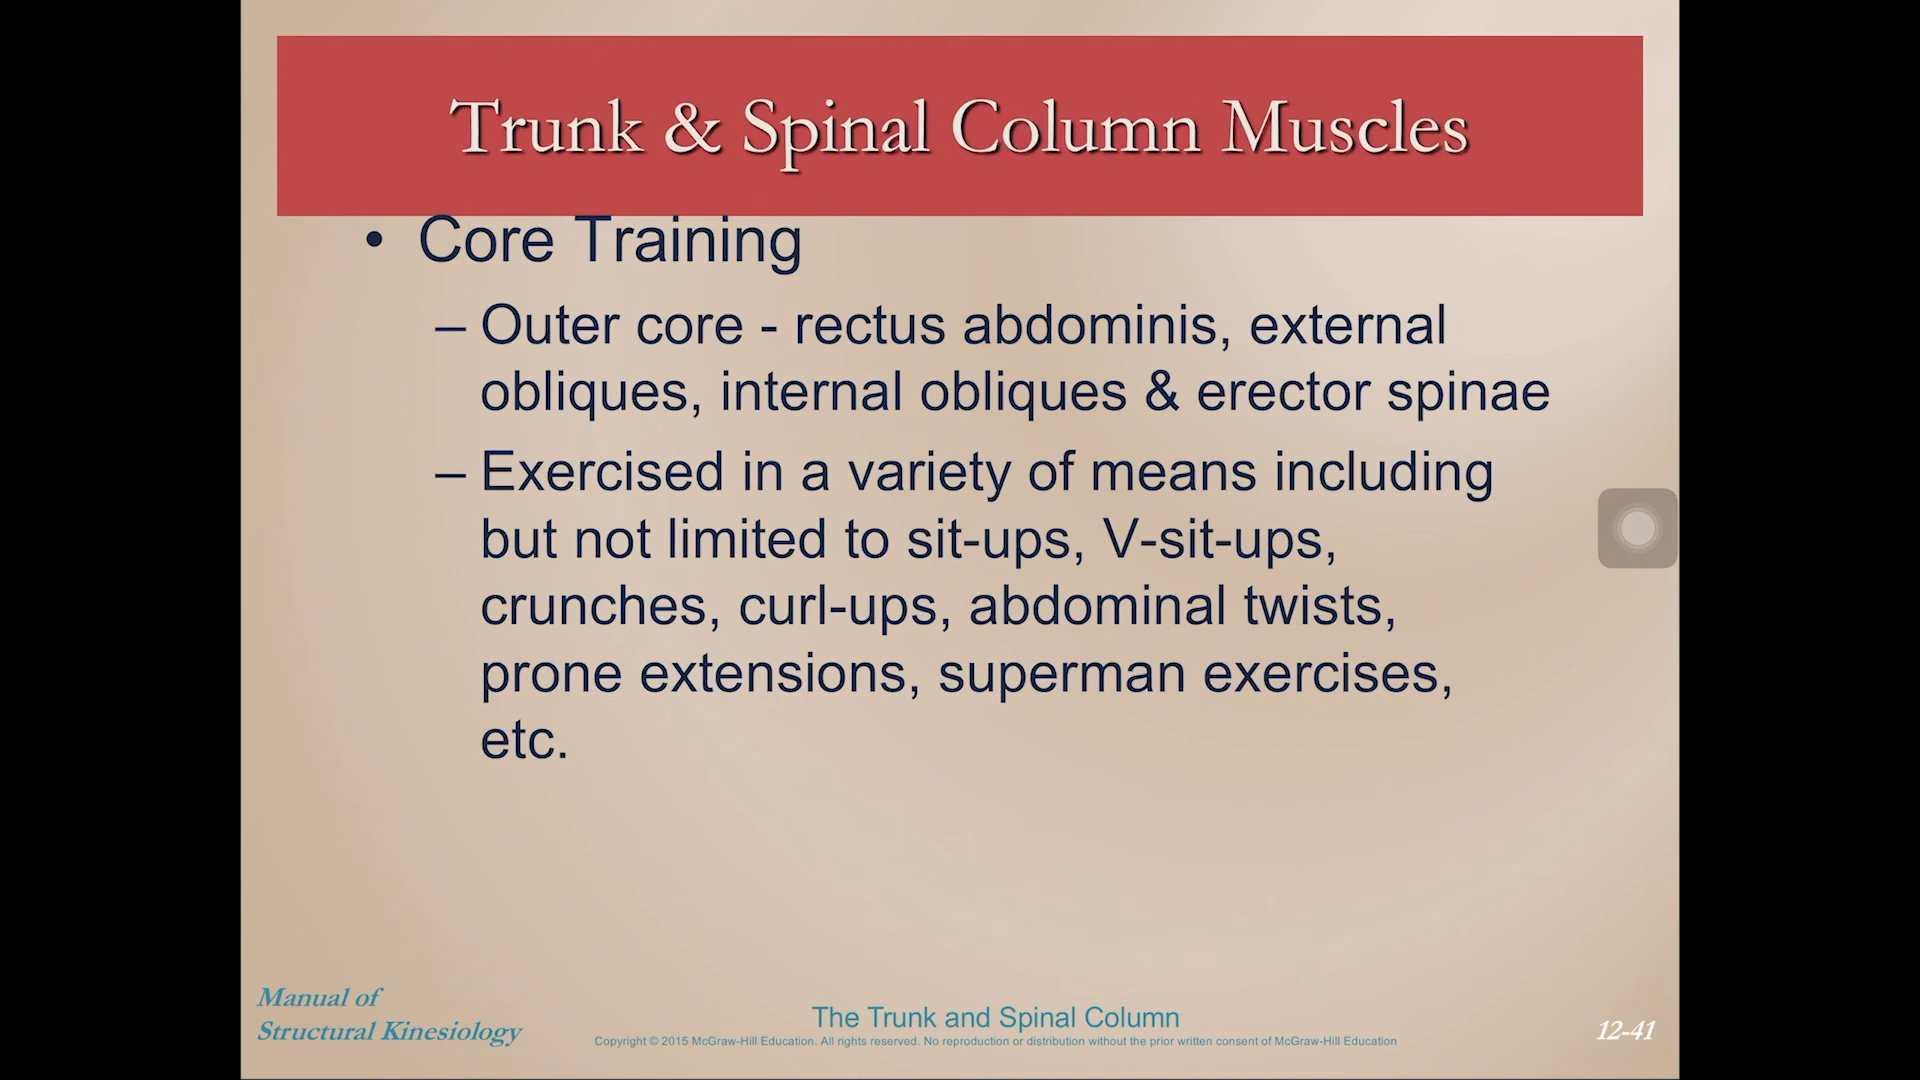 Trunk & Spinal Column Muscles
• Core Training
– Outer core - rectus abdominis, external
obliques, internal obliques & erector spinae
– Exercised in a variety of means including
but not limited to sit-ups, V-sit-ups,
crunches, curl-ups, abdominal twists,
prone extensions, superman exercises,
etc.
Manual of
Structural Kinesiology
The Trunk and Spinal Column
Copyright © 2015 McGraw-Hill Education. All rights reserved. No reproduction or distribution without the prior written consent of McGraw-Hill Education
12-41